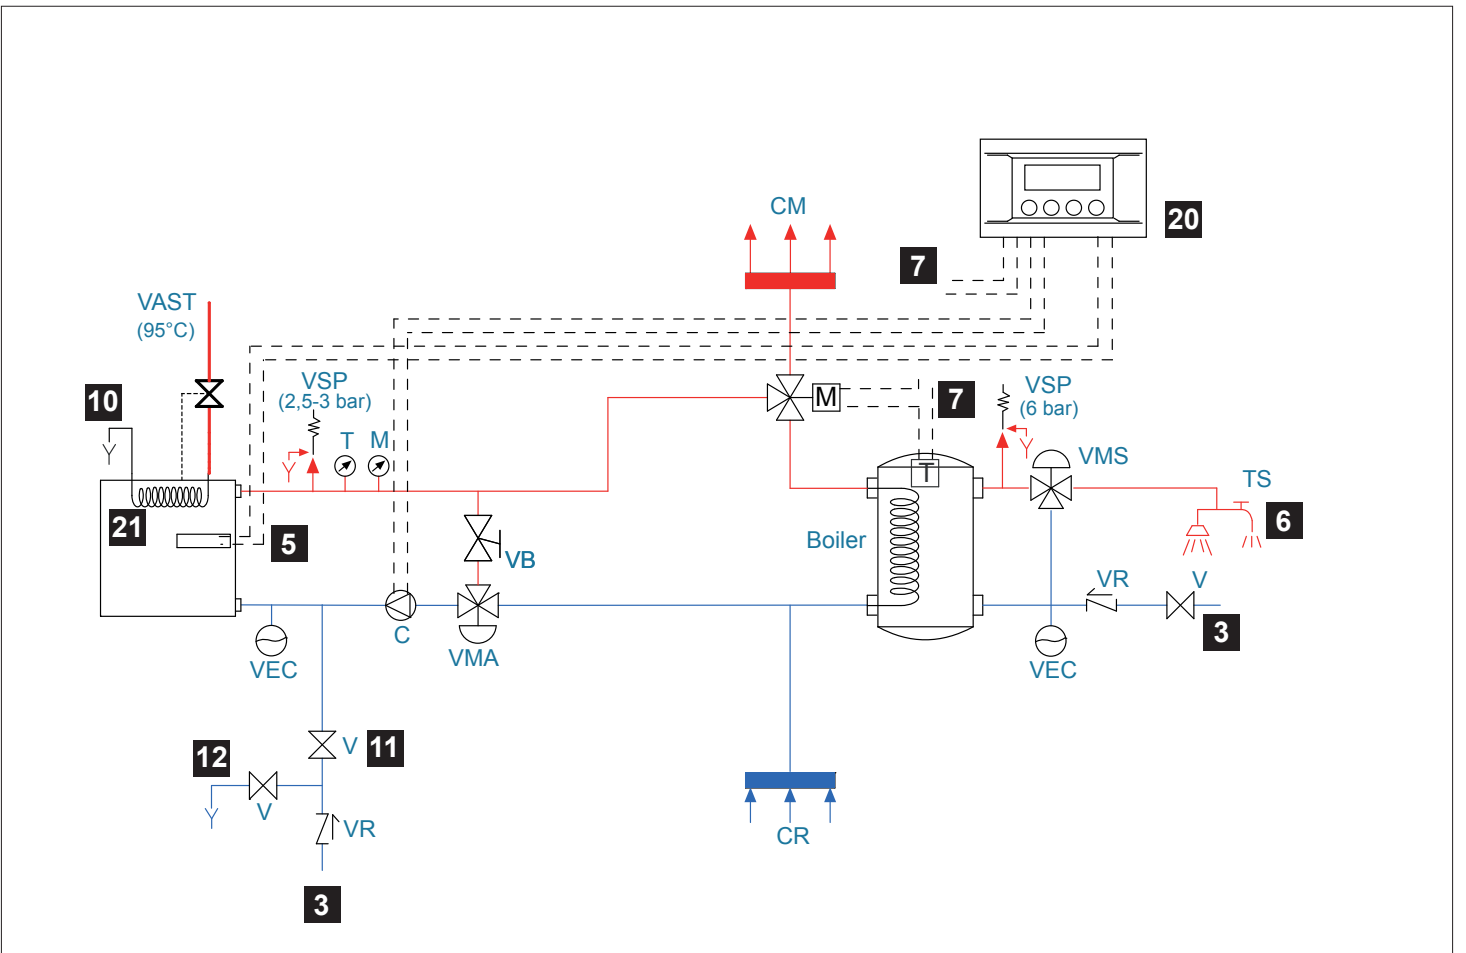 CM
20
7
VAST
(95°C)
VSP
(2,5-3 bar)
10
T
M
M
7
VSP
(6 bar)
T
VMS
TS
6
21
5
VB
Boiler
VR
V
3
C
VMA
VEC
VEC
V
11
12
V
VR
CR
3